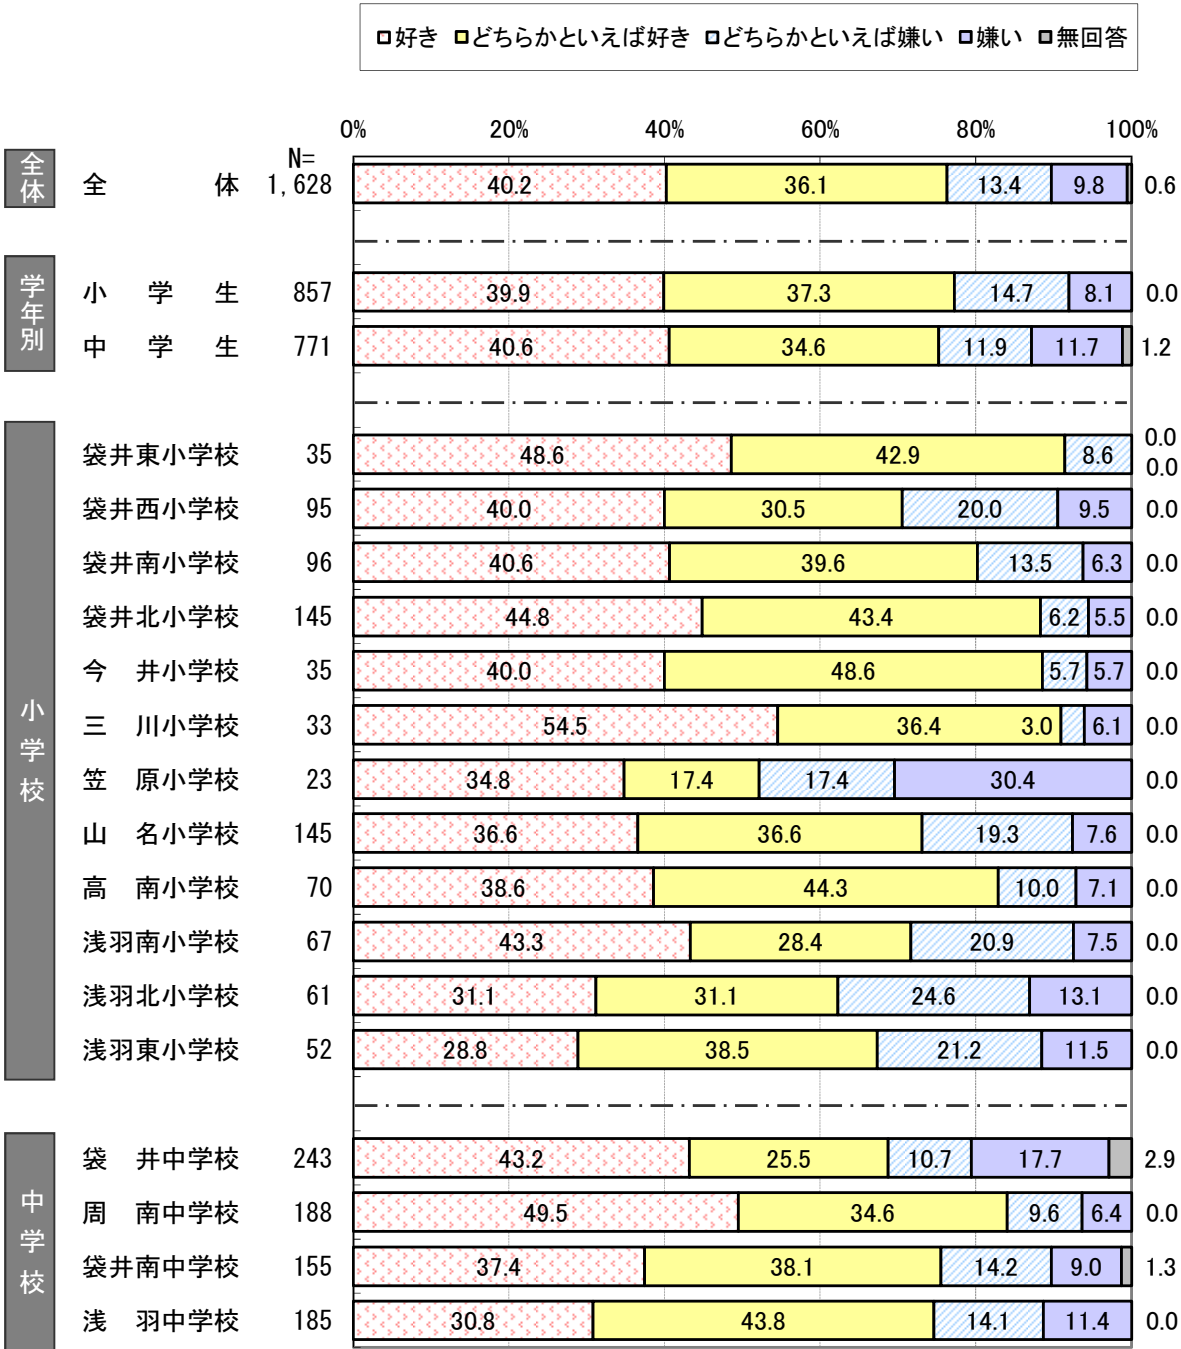 好き どちらかといえば好き どちらかといえば嫌い 嫌い 無回答
0% 20% 40% 60% 80% 100%
N=
全体
全 体 1,628 40.2 36.1 13.4 9.8 0.6
学年別
小 学 生 857 39.9 37.3 14.7 8.1 0.0
中 学 生 771 40.6 34.6 11.9 11.7 1.2
小学校
袋井東小学校 35 48.6 42.9 8.6 0.0 0.0
袋井西小学校 95 40.0 30.5 20.0 9.5 0.0
袋井南小学校 96 40.6 39.6 13.5 6.3 0.0
袋井北小学校 145 44.8 43.4 6.2 5.5 0.0
今 井小学校 35 40.0 48.6 5.7 5.7 0.0
三 川小学校 33 54.5 36.4 3.0 6.1 0.0
笠 原小学校 23 34.8 17.4 17.4 30.4 0.0
山 名小学校 145 36.6 36.6 19.3 7.6 0.0
高 南小学校 70 38.6 44.3 10.0 7.1 0.0
浅羽南小学校 67 43.3 28.4 20.9 7.5 0.0
浅羽北小学校 61 31.1 31.1 24.6 13.1 0.0
浅羽東小学校 52 28.8 38.5 21.2 11.5 0.0
中学校
袋 井中学校 243 43.2 25.5 10.7 17.7 2.9
周 南中学校 188 49.5 34.6 9.6 6.4 0.0
袋井南中学校 155 37.4 38.1 14.2 9.0 1.3
浅 羽中学校 185 30.8 43.8 14.1 11.4 0.0